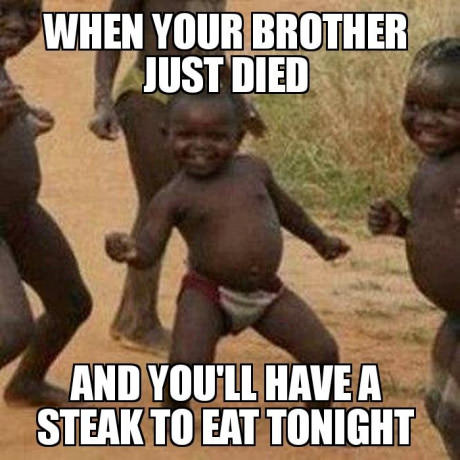 WHEN YOUR BROTHER
JUST DIED
AND YOU'LL HAVE A
STEAK TO EAT TONIGHT